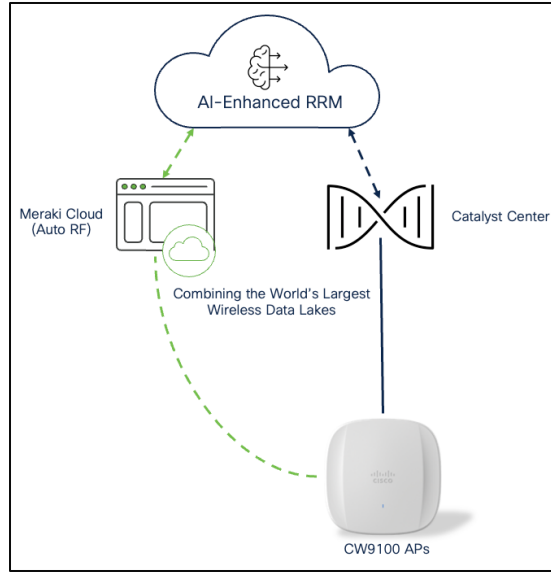 AI-Enhanced RRM
Meraki Cloud
(Auto RF)
Catalyst Center
Combining the World's Largest
Wireless Data Lakes
CISCO
CW9100 APs